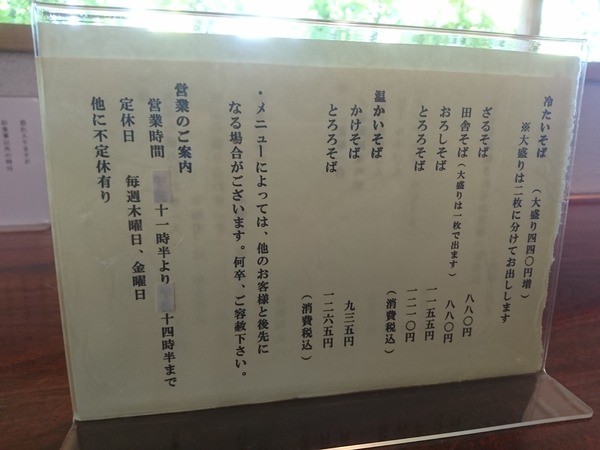 冷たいそば (大盛り四四〇円増)
※大盛りは二枚に分けてお出しします
ざるそば 八八〇円
田舎そば(大盛りは一枚で出ます) 八八〇円
おろしそば 一一五五円
とろろそば 一二一〇円
(消費税込)
温かいそば
かけそば 九三五円
とろろそば 一二六五円
(消費税込)
・メニューによっては、他のお客様と後先に
なる場合がございます。何卒、ご容赦下さい。
営業のご案内
営業時間 十一時半より 十四時半まで
定休日 毎週木曜日、金曜日
他に不定休有り